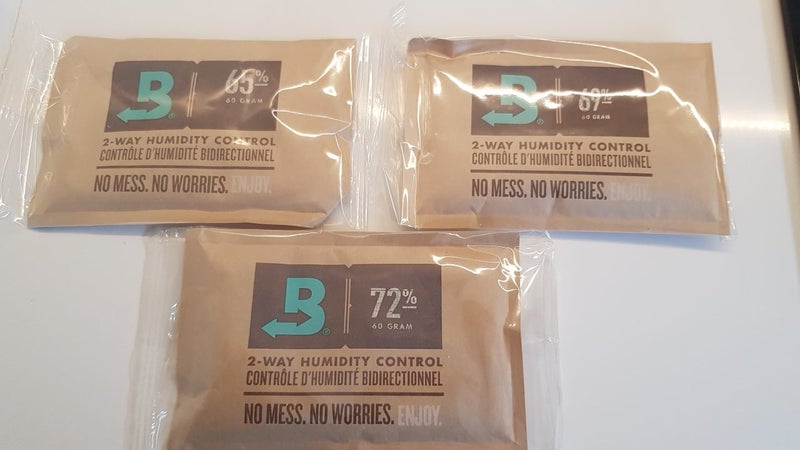 B
65%
60 GRAM
2-WAY HUMIDITY CONTROL
CONTRÔLE D'HUMIDITÉ BIDIRECTIONNEL
NO MESS. NO WORRIES. ENJOY.
B
69%
60 GRAM
2-WAY HUMIDITY CONTROL
CONTRÔLE D'HUMIDITÉ BIDIRECTIONNEL
NO MESS. NO WORRIES. ENJOY.
B
72%
60 GRAM
2-WAY HUMIDITY CONTROL
CONTRÔLE D'HUMIDITÉ BIDIRECTIONNEL
NO MESS. NO WORRIES. ENJOY.